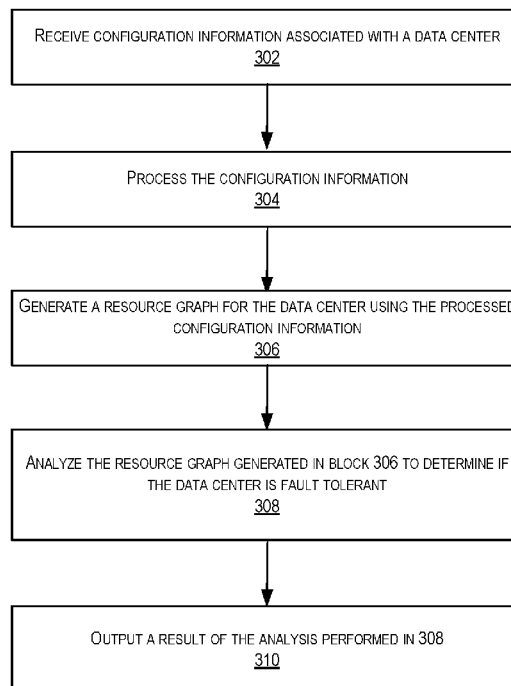 RECEIVE CONFIGURATION INFORMATION ASSOCIATED WITH A DATA CENTER
302
PROCESS THE CONFIGURATION INFORMATION
304
GENERATE A RESOURCE GRAPH FOR THE DATA CENTER USING THE PROCESSED
CONFIGURATION INFORMATION
306
ANALYZE THE RESOURCE GRAPH GENERATED IN BLOCK 306 TO DETERMINE IF
THE DATA CENTER IS FAULT TOLERANT
308
OUTPUT A RESULT OF THE ANALYSIS PERFORMED IN 308
310